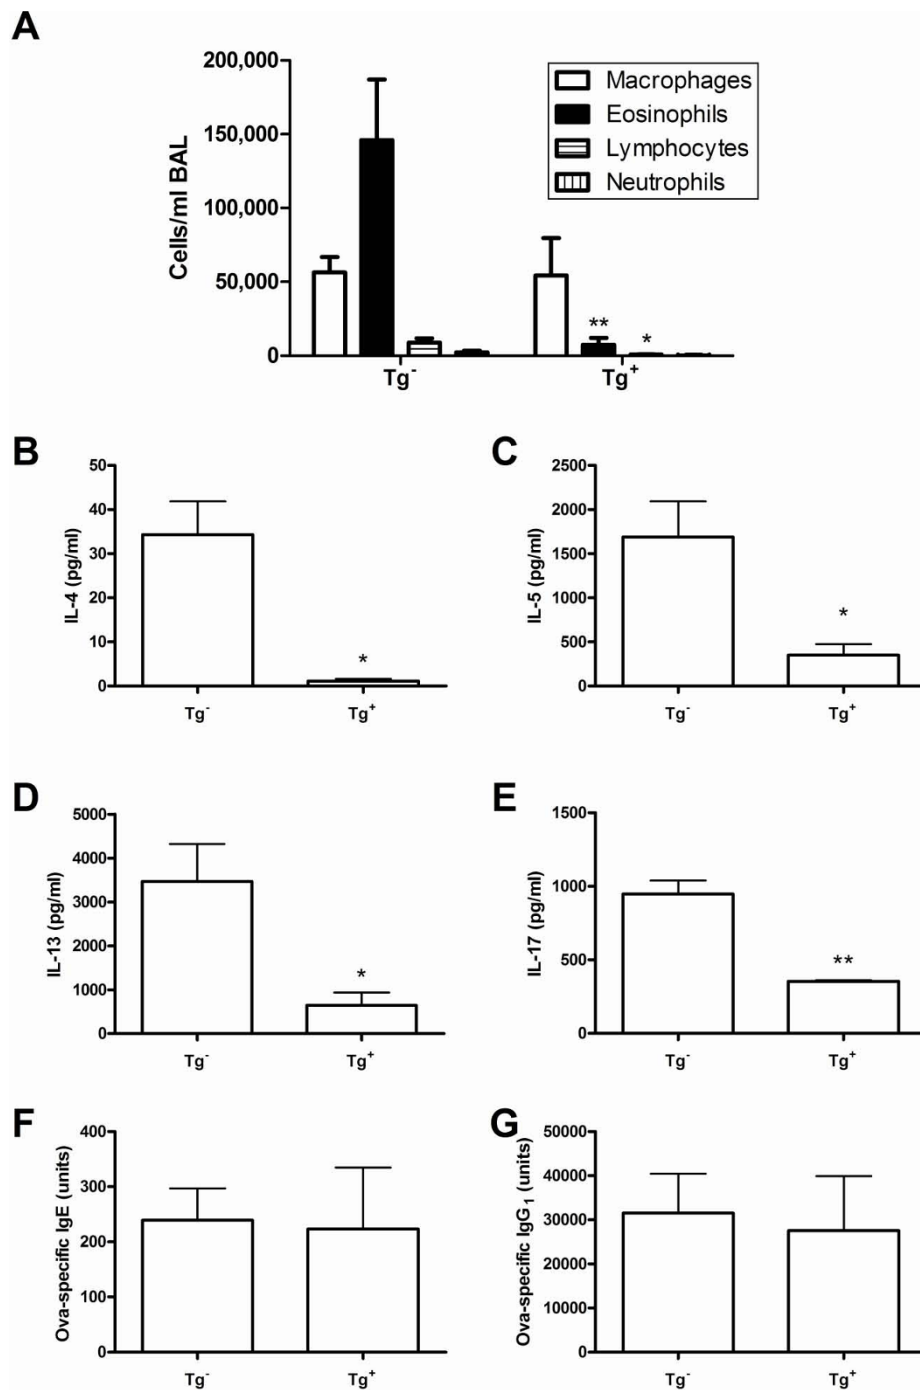 A
200,000
150,000
100,000
50,000
0
Cells/ml BAL
Macrophages
Eosinophils
Lymphocytes
Neutrophils
** *
Tg⁻ Tg⁺
B
50
40
30
20
10
0
IL-4 (pg/ml)
*
Tg⁻ Tg⁺
C
2500
2000
1500
1000
500
0
IL-5 (pg/ml)
*
Tg⁻ Tg⁺
D
5000
4000
3000
2000
1000
0
IL-13 (pg/ml)
*
Tg⁻ Tg⁺
E
1500
1000
500
0
IL-17 (pg/ml)
**
Tg⁻ Tg⁺
F
400
300
200
100
0
Ova-specific IgE (units)
Tg⁻ Tg⁺
G
50000
40000
30000
20000
10000
0
Ova-specific IgG₁ (units)
Tg⁻ Tg⁺